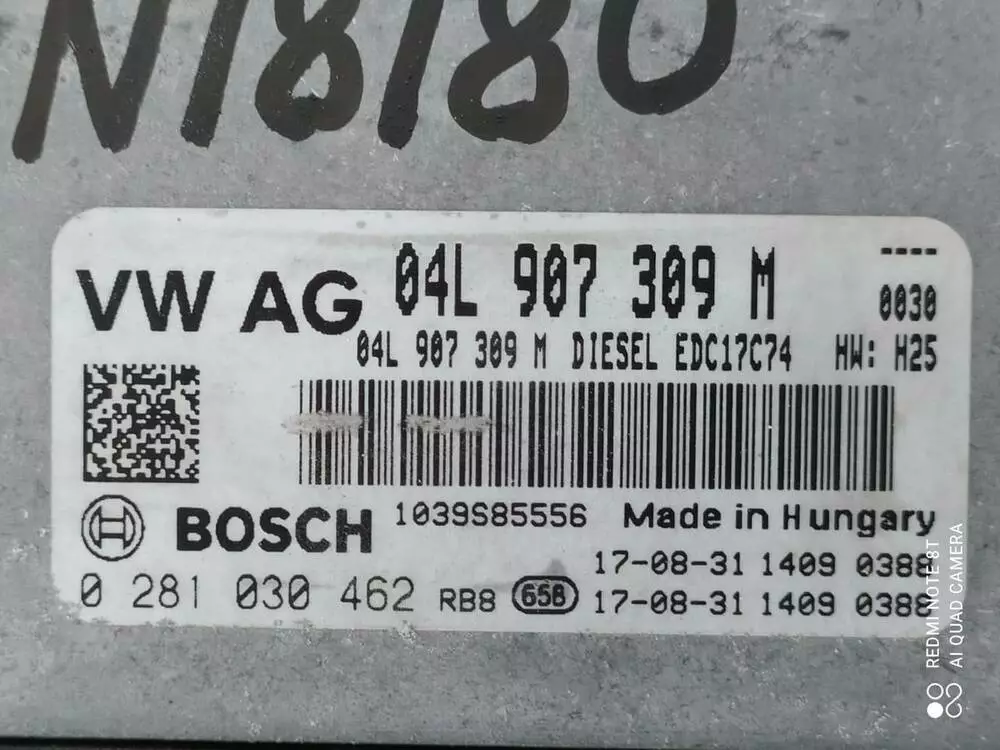 N18180
VW AG 04L 907 309 M ----
0030
04L 907 309 M DIESEL EDC17C74 HW: H25
BOSCH 1039S85556 Made in Hungary
17-08-31 1409 0388
0 281 030 462 RB8 658 17-08-31 1409 0388
REDMI NOTE 8T
AI QUAD CAMERA